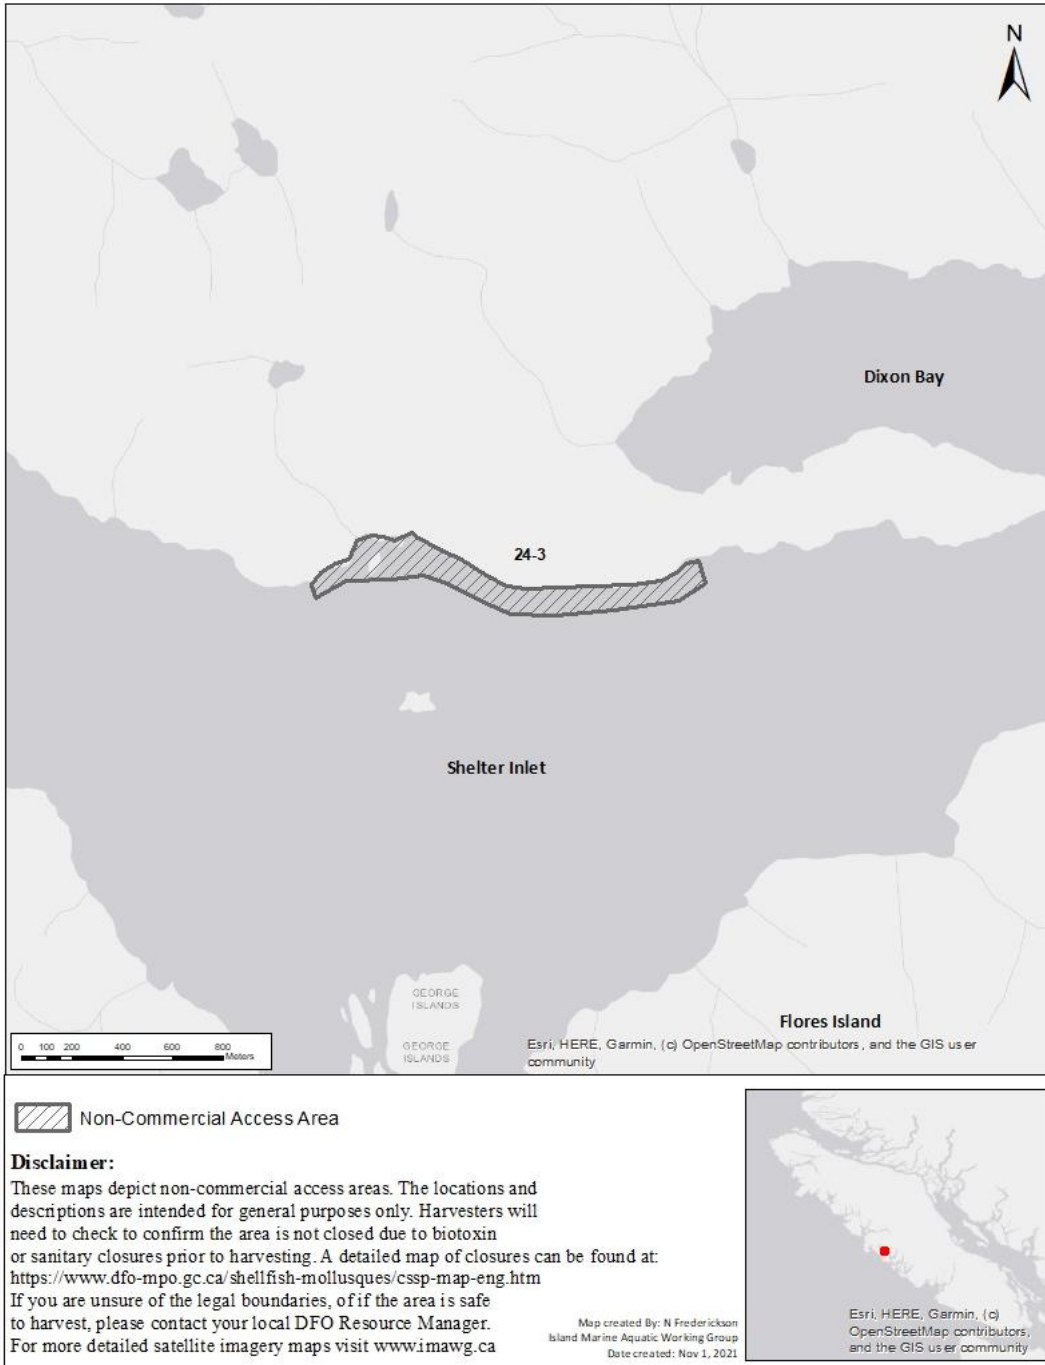 N
Dixon Bay
24-3
Shelter Inlet
GEORGE
ISLANDS
GEORGE
ISLANDS
Flores Island
0 100 200 400 600 800
Meters
Esri, HERE, Garmin, (c) OpenStreetMap contributors, and the GIS user
community
Non-Commercial Access Area
Disclaimer:
These maps depict non-commercial access areas. The locations and
descriptions are intended for general purposes only. Harvesters will
need to check to confirm the area is not closed due to biotoxin
or sanitary closures prior to harvesting. A detailed map of closures can be found at:
https://www.dfo-mpo.gc.ca/shellfish-mollusques/cssp-map-eng.htm
If you are unsure of the legal boundaries, of if the area is safe
to harvest, please contact your local DFO Resource Manager.
For more detailed satellite imagery maps visit www.imawg.ca
Map created By: N Frederickson
Island Marine Aquatic Working Group
Date created: Nov 1, 2021
Esri, HERE, Garmin, (c)
OpenStreetMap contributors,
and the GIS user community